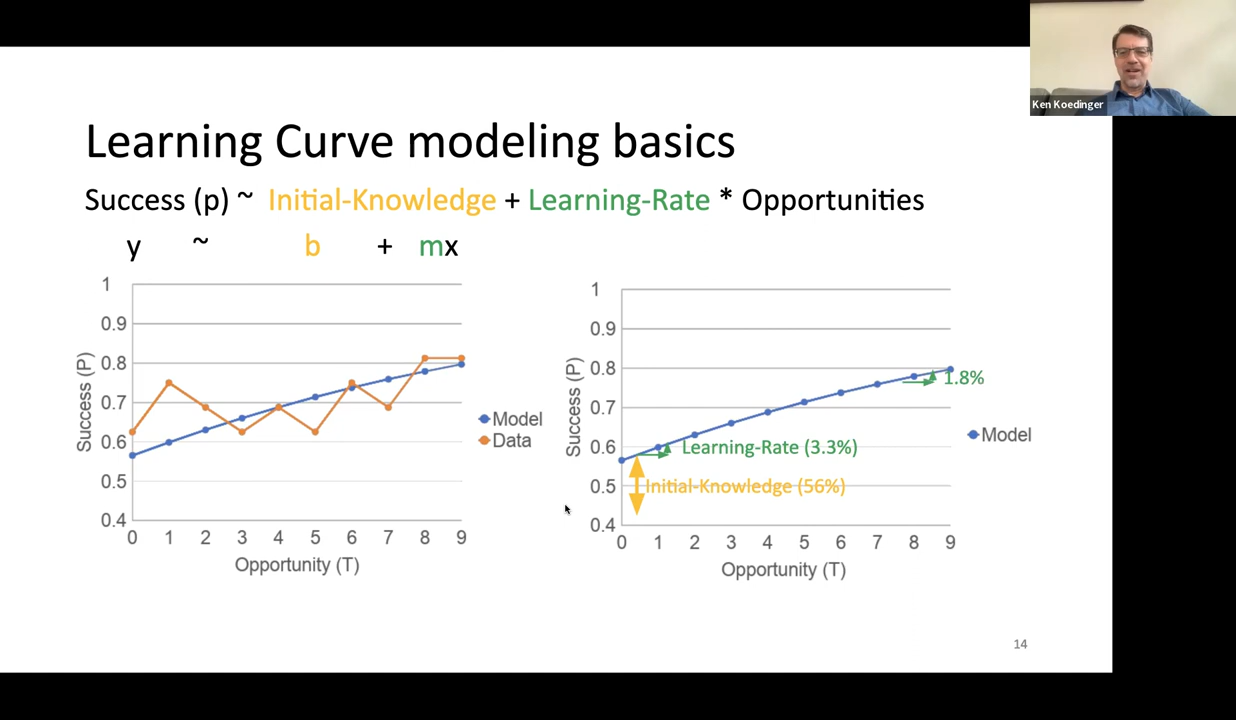 Ken Koedinger
Learning Curve modeling basics
Success (p) ~ Initial-Knowledge + Learning-Rate * Opportunities
y ~ b + mx
1
0.9
0.8
0.7
0.6
0.5
0.4
Success (P)
0 1 2 3 4 5 6 7 8 9
Opportunity (T)
Model
Data
1
0.9
0.8
0.7
0.6
0.5
0.4
Success (P)
1.8%
Learning-Rate (3.3%)
Initial-Knowledge (56%)
0 1 2 3 4 5 6 7 8 9
Opportunity (T)
Model
14